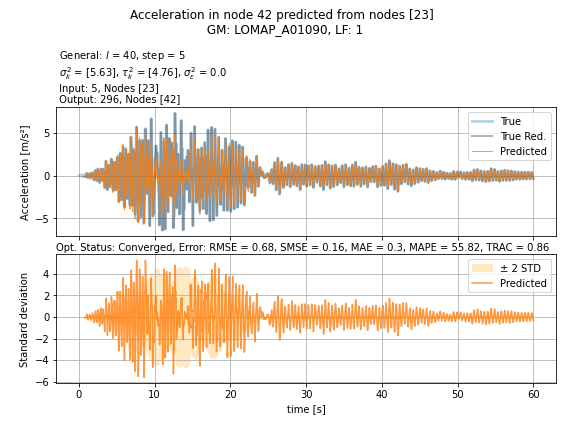 Acceleration in node 42 predicted from nodes [23]
GM: LOMAP_A01090, LF: 1
General: l = 40, step = 5
σ²ₖ = [5.63], τ²ₖ = [4.76], σ²ε = 0.0
Input: 5, Nodes [23]
Output: 296, Nodes [42]
Acceleration [m/s²]
5
0
−5
True
True Red.
Predicted
Opt. Status: Converged, Error: RMSE = 0.68, SMSE = 0.16, MAE = 0.3, MAPE = 55.82, TRAC = 0.86
Standard deviation
4
2
0
−2
−4
−6
± 2 STD
Predicted
0 10 20 30 40 50 60
time [s]